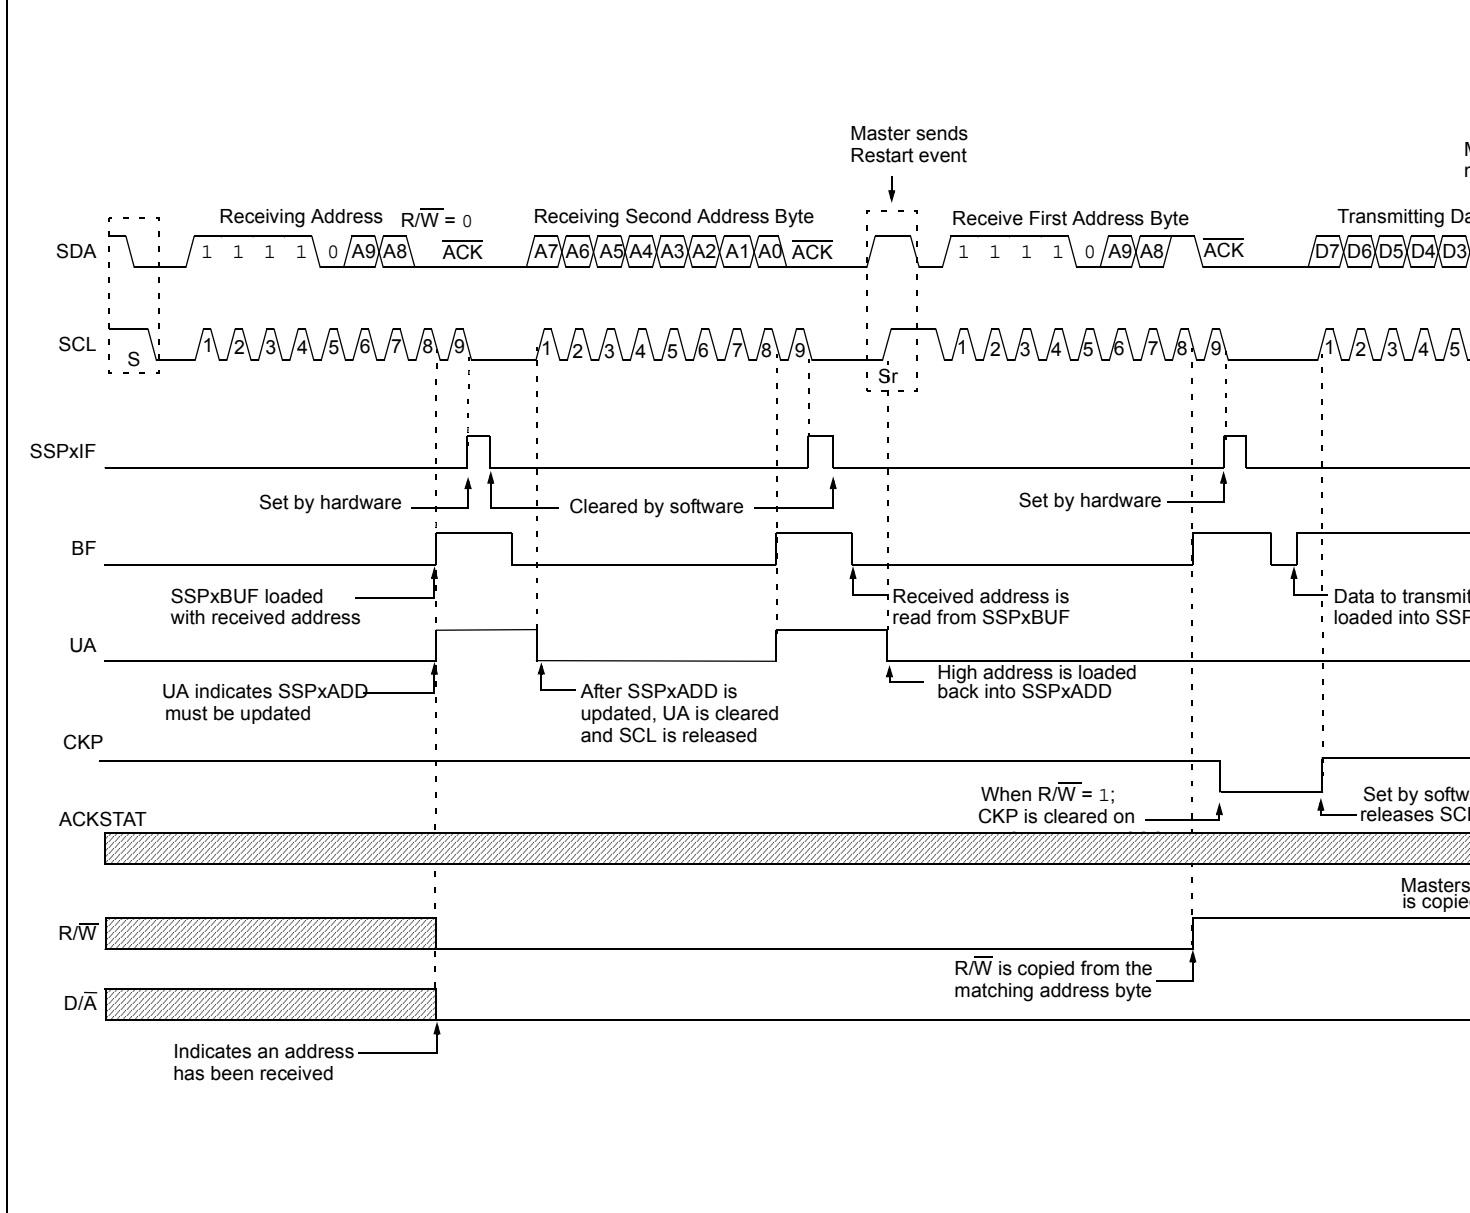 Master sends
Restart event
Receiving Address R/W = 0
Receiving Second Address Byte
Receive First Address Byte
Transmitting Da
SDA
1 1 1 1 0 A9 A8 ACK
A7 A6 A5 A4 A3 A2 A1 A0 ACK
1 1 1 1 0 A9 A8 ACK
D7 D6 D5 D4 D3
SCL
S
1 2 3 4 5 6 7 8 9
1 2 3 4 5 6 7 8 9
Sr
1 2 3 4 5 6 7 8 9
1 2 3 4 5
SSPxIF
Set by hardware
Cleared by software
Set by hardware
BF
SSPxBUF loaded
with received address
Received address is
read from SSPxBUF
Data to transmit
loaded into SSP
UA
UA indicates SSPxADD
must be updated
After SSPxADD is
updated, UA is cleared
and SCL is released
High address is loaded
back into SSPxADD
CKP
When R/W = 1;
CKP is cleared on
Set by softw
releases SCL
ACKSTAT
Masters
is copie
R/W
R/W is copied from the
matching address byte
D/A
Indicates an address
has been received